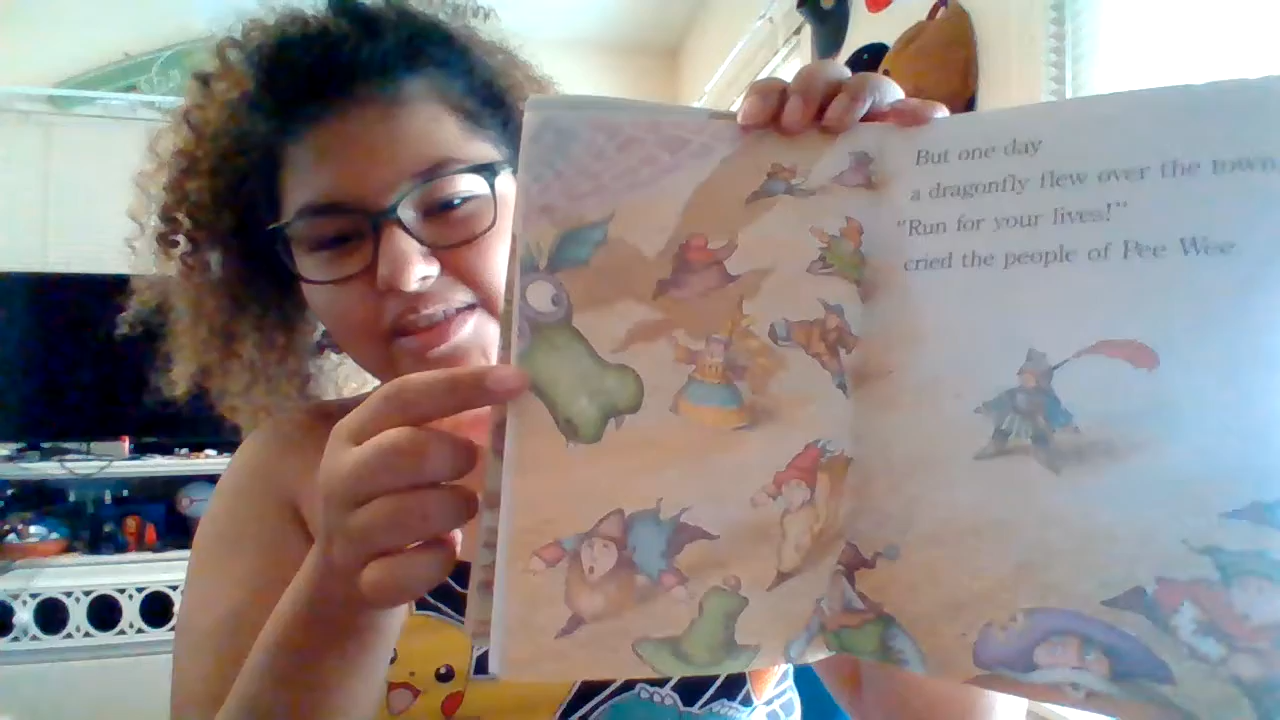 But one day
a dragonfly flew over the town.
"Run for your lives!"
cried the people of Pee Wee.